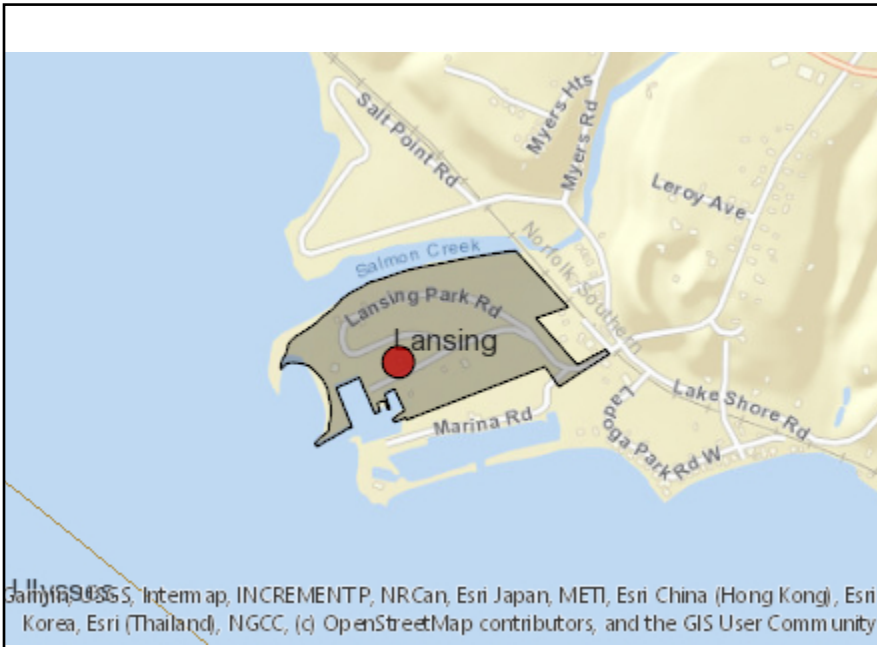 Salt Point Rd
Myers Hts
Myers Rd
Leroy Ave
Salmon Creek
Norfolk Southern
Lansing Park Rd
Lansing
Marina Rd
Lake Shore Rd
Ladoga Park Rd W
Ulysses
Garmin, USGS, Intermap, INCREMENT P, NRCan, Esri Japan, METI, Esri China (Hong Kong), Esri
Korea, Esri (Thailand), NGCC, (c) OpenStreetMap contributors, and the GIS User Community